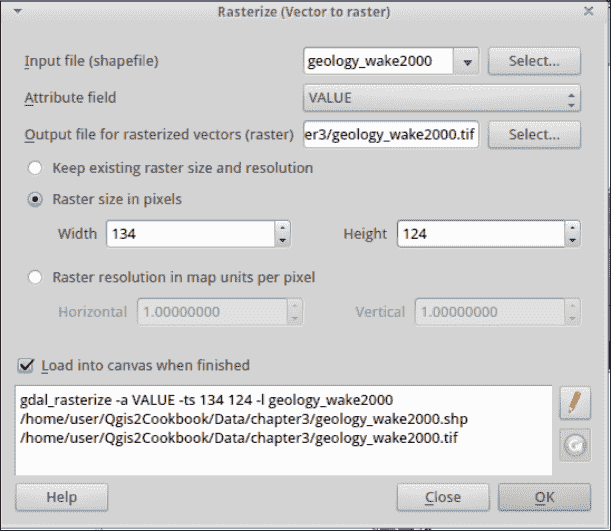 Rasterize (Vector to raster)
Input file (shapefile) geology_wake2000 Select...
Attribute field VALUE
Output file for rasterized vectors (raster) er3/geology_wake2000.tif Select...
Keep existing raster size and resolution
Raster size in pixels
Width 134 Height 124
Raster resolution in map units per pixel
Horizontal 1.00000000 Vertical 1.00000000
Load into canvas when finished
gdal_rasterize -a VALUE -ts 134 124 -l geology_wake2000
/home/user/Qgis2Cookbook/Data/chapter3/geology_wake2000.shp
/home/user/Qgis2Cookbook/Data/chapter3/geology_wake2000.tif
Help Close OK